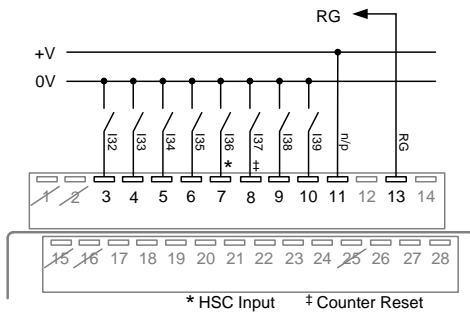 RG
+V
0V
I32 I33 I34 I35 I36 I37 I38 I39 n/p RG
* ‡
1 2 3 4 5 6 7 8 9 10 11 12 13 14
15 16 17 18 19 20 21 22 23 24 25 26 27 28
* HSC Input ‡ Counter Reset